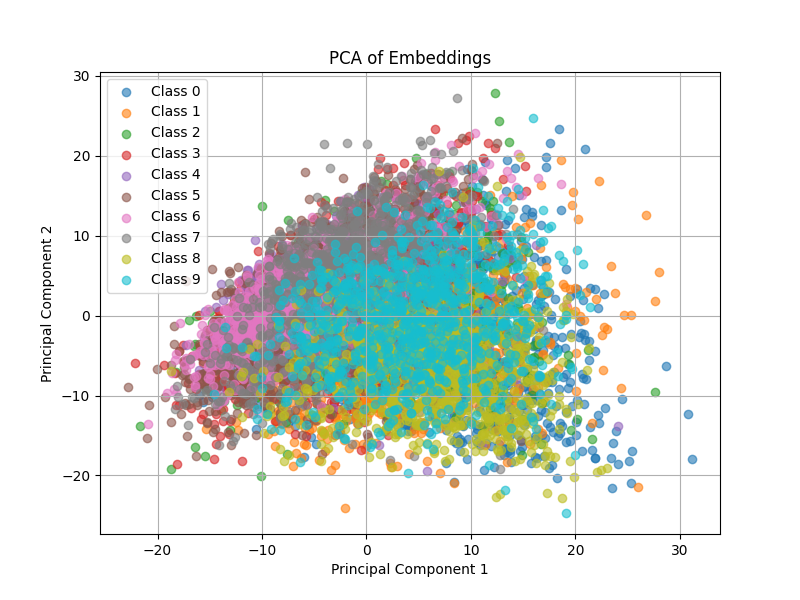 PCA of Embeddings
Class 0
Class 1
Class 2
Class 3
Class 4
Class 5
Class 6
Class 7
Class 8
Class 9
30
20
10
0
−10
−20
Principal Component 2
−20 −10 0 10 20 30
Principal Component 1